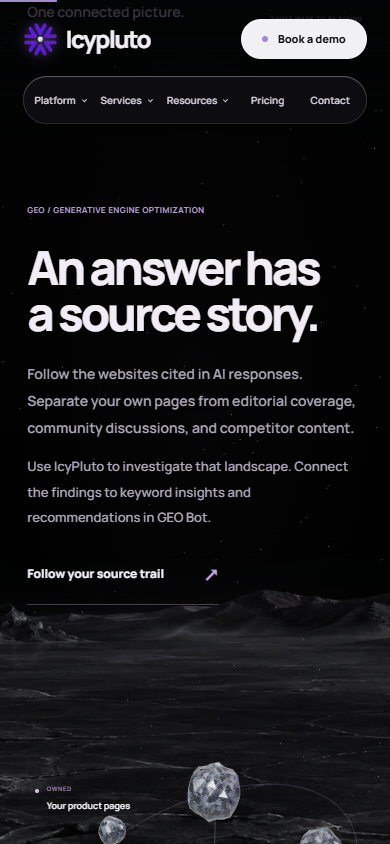 One connected picture.
Icypluto
Book a demo
Platform
Services
Resources
Pricing
Contact
GEO / GENERATIVE ENGINE OPTIMIZATION
An answer has
a source story.
Follow the websites cited in AI responses.
Separate your own pages from editorial coverage,
community discussions, and competitor content.
Use IcyPluto to investigate that landscape. Connect
the findings to keyword insights and
recommendations in GEO Bot.
Follow your source trail
OWNED
Your product pages